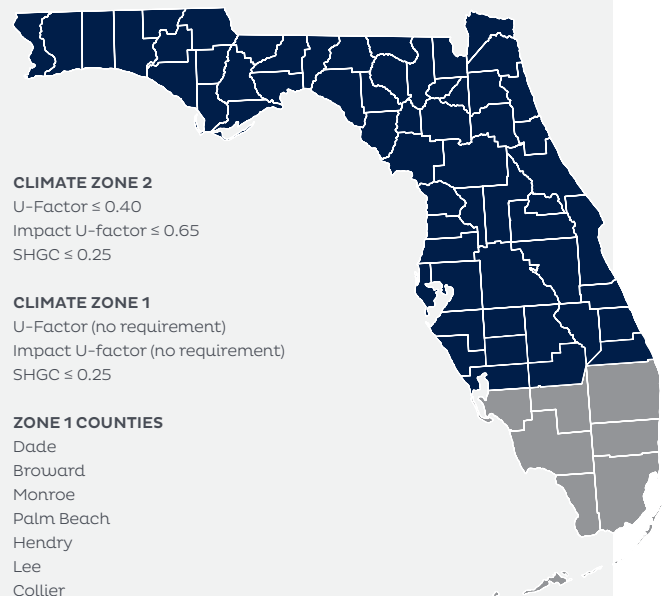 CLIMATE ZONE 2
U-Factor ≤ 0.40
Impact U-factor ≤ 0.65
SHGC ≤ 0.25
CLIMATE ZONE 1
U-Factor (no requirement)
Impact U-factor (no requirement)
SHGC ≤ 0.25
ZONE 1 COUNTIES
Dade
Broward
Monroe
Palm Beach
Hendry
Lee
Collier